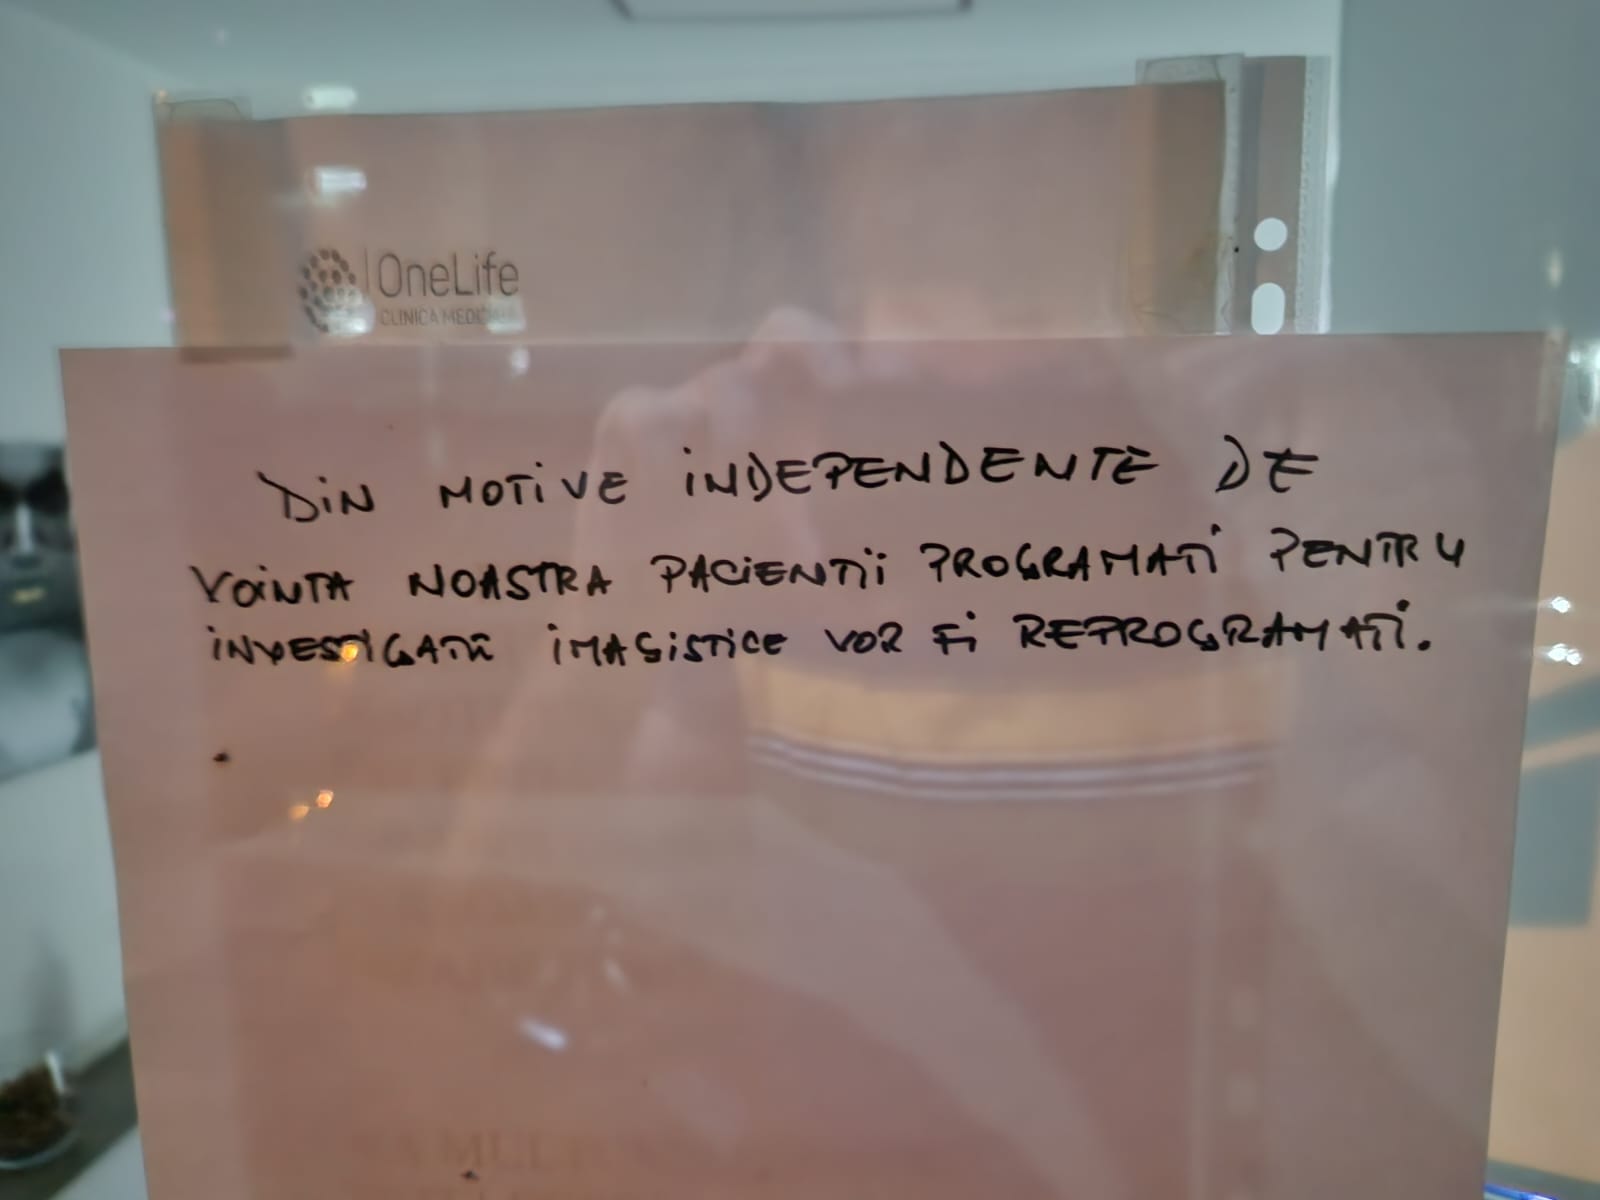 OneLife
CLINICA MEDICALA
DIN MOTIVE INDEPENDENTE DE
VOINTA NOASTRA PACIENTII PROGRAMATI PENTRU
INVESTIGATII IMAGISTICE VOR FI REPROGRAMATI.